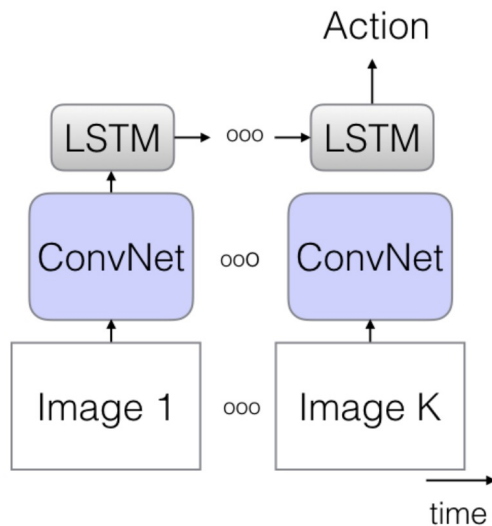 Action
LSTM ooo LSTM
ConvNet ooo ConvNet
Image 1 ooo Image K
time